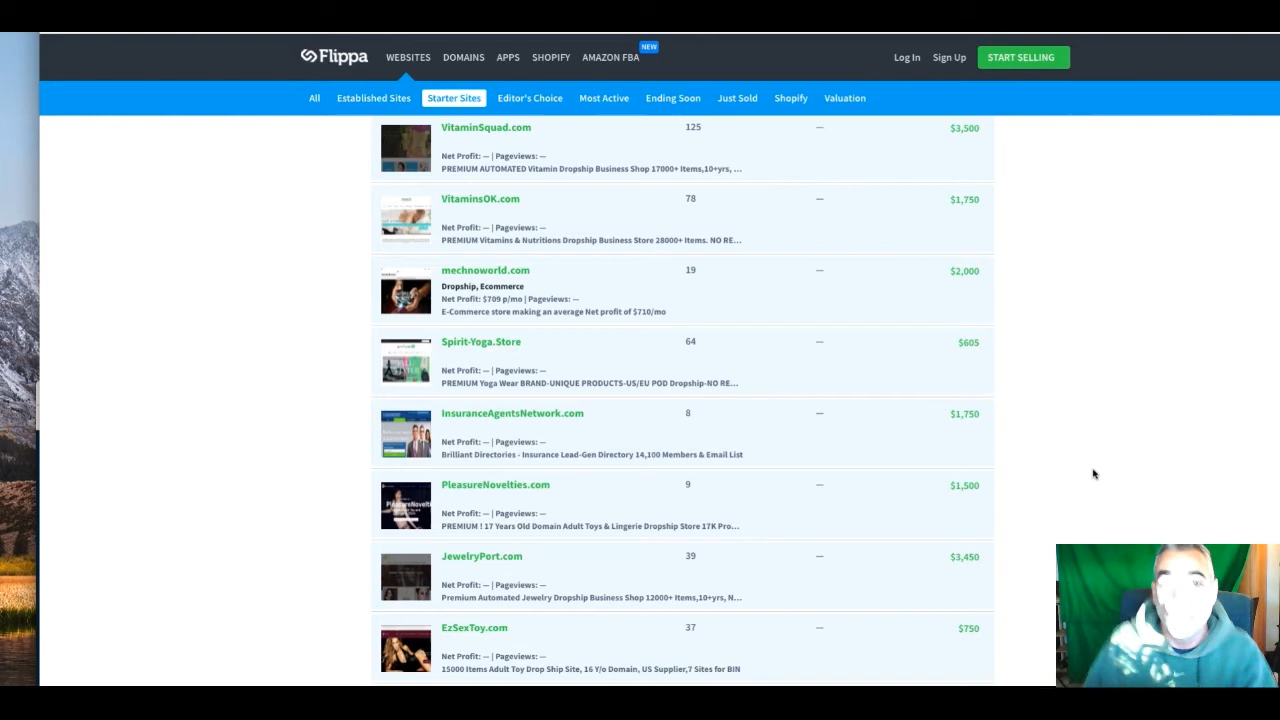 Flippa WEBSITES DOMAINS APPS SHOPIFY AMAZON FBA NEW Log In Sign Up START SELLING
All Established Sites Starter Sites Editor's Choice Most Active Ending Soon Just Sold Shopify Valuation
VitaminSquad.com 125 — $3,500
Net Profit: — | Pageviews: —
PREMIUM AUTOMATED Vitamin Dropship Business Shop 17000+ Items,10+yrs, ...
VitaminsOK.com 78 — $1,750
Net Profit: — | Pageviews: —
PREMIUM Vitamins & Nutritions Dropship Business Store 28000+ Items. NO RE...
mechnoworld.com 19 — $2,000
Dropship, Ecommerce
Net Profit: $709 p/mo | Pageviews: —
E-Commerce store making an average Net profit of $710/mo
Spirit-Yoga.Store 64 — $605
Net Profit: — | Pageviews: —
PREMIUM Yoga Wear BRAND-UNIQUE PRODUCTS-US/EU POD Dropship-NO RE...
InsuranceAgentsNetwork.com 8 — $1,750
Net Profit: — | Pageviews: —
Brilliant Directories - Insurance Lead-Gen Directory 14,100 Members & Email List
PleasureNovelties.com 9 — $1,500
Net Profit: — | Pageviews: —
PREMIUM ! 17 Years Old Domain Adult Toys & Lingerie Dropship Store 17K Pro...
JewelryPort.com 39 — $3,450
Net Profit: — | Pageviews: —
Premium Automated Jewelry Dropship Business Shop 12000+ Items,10+yrs, N...
EzSexToy.com 37 — $750
Net Profit: — | Pageviews: —
15000 Items Adult Toy Drop Ship Site, 16 Y/o Domain, US Supplier,7 Sites for BIN